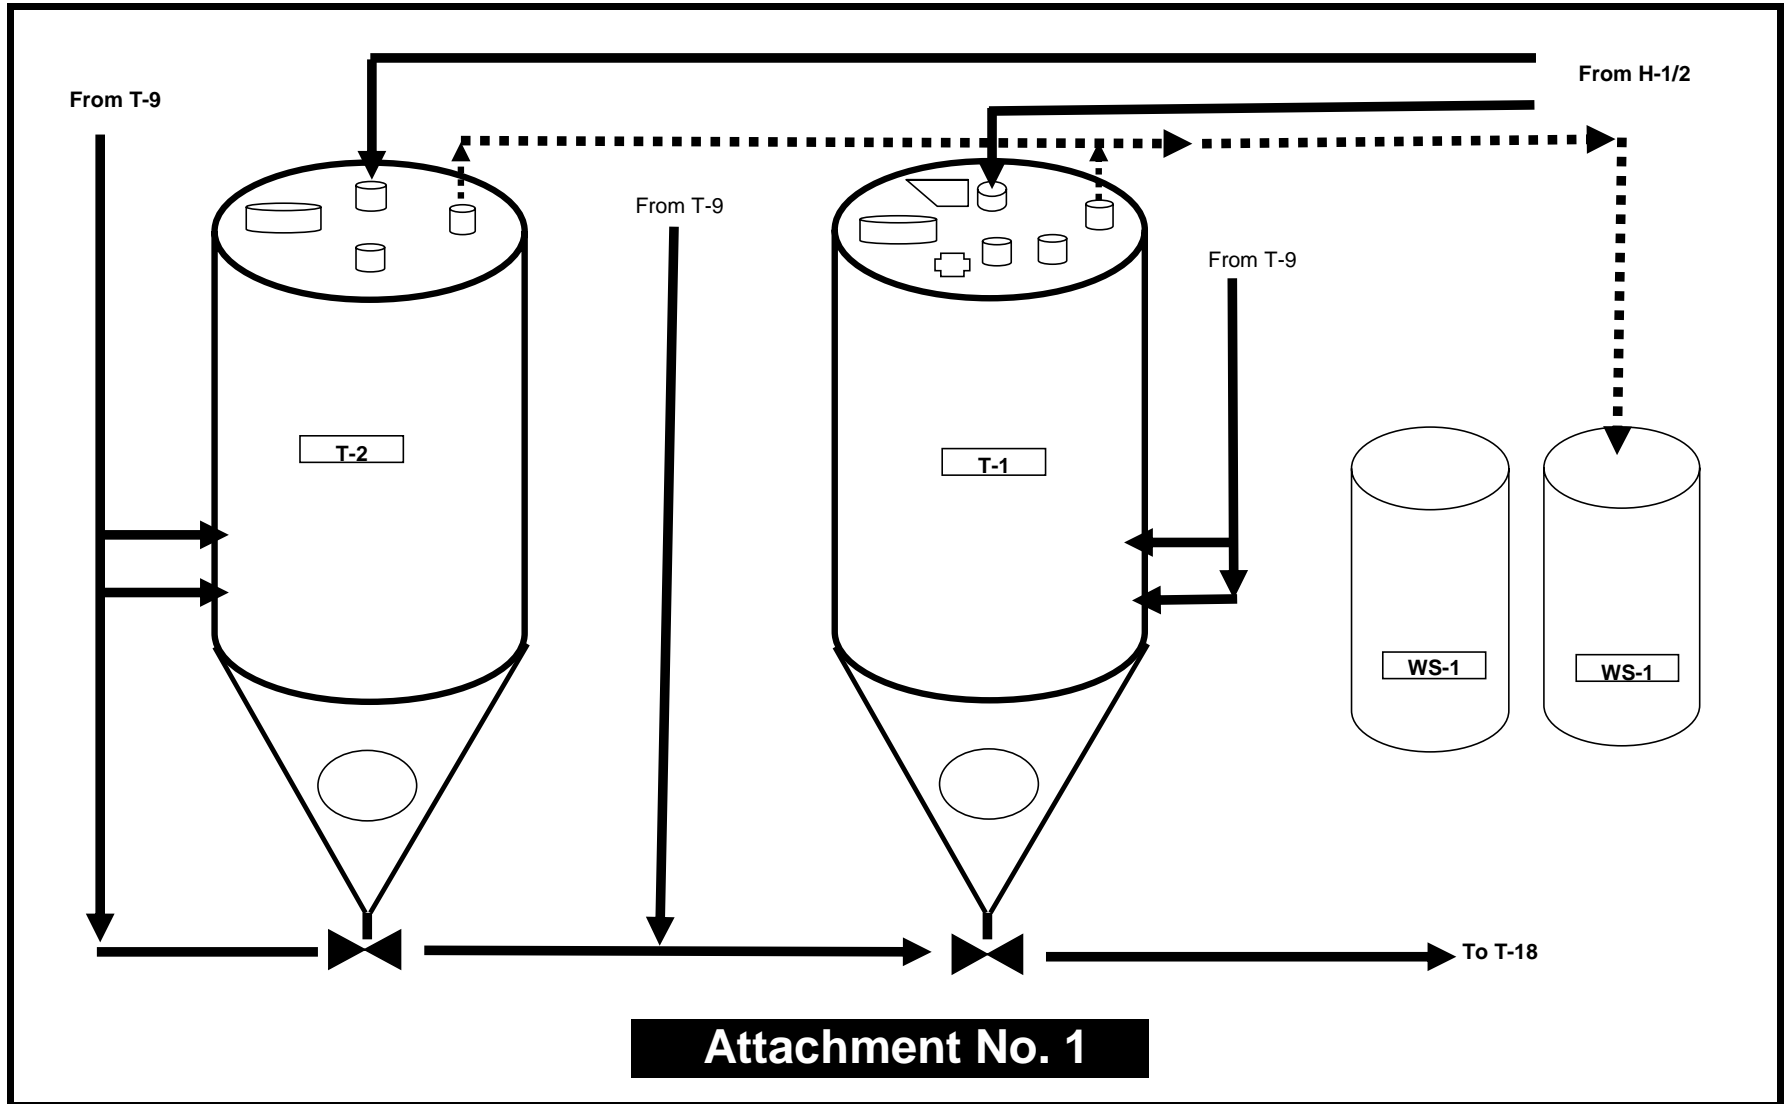 From H-1/2
From T-9
From T-9
From T-9
T-2
T-1
WS-1
WS-1
To T-18
Attachment No. 1